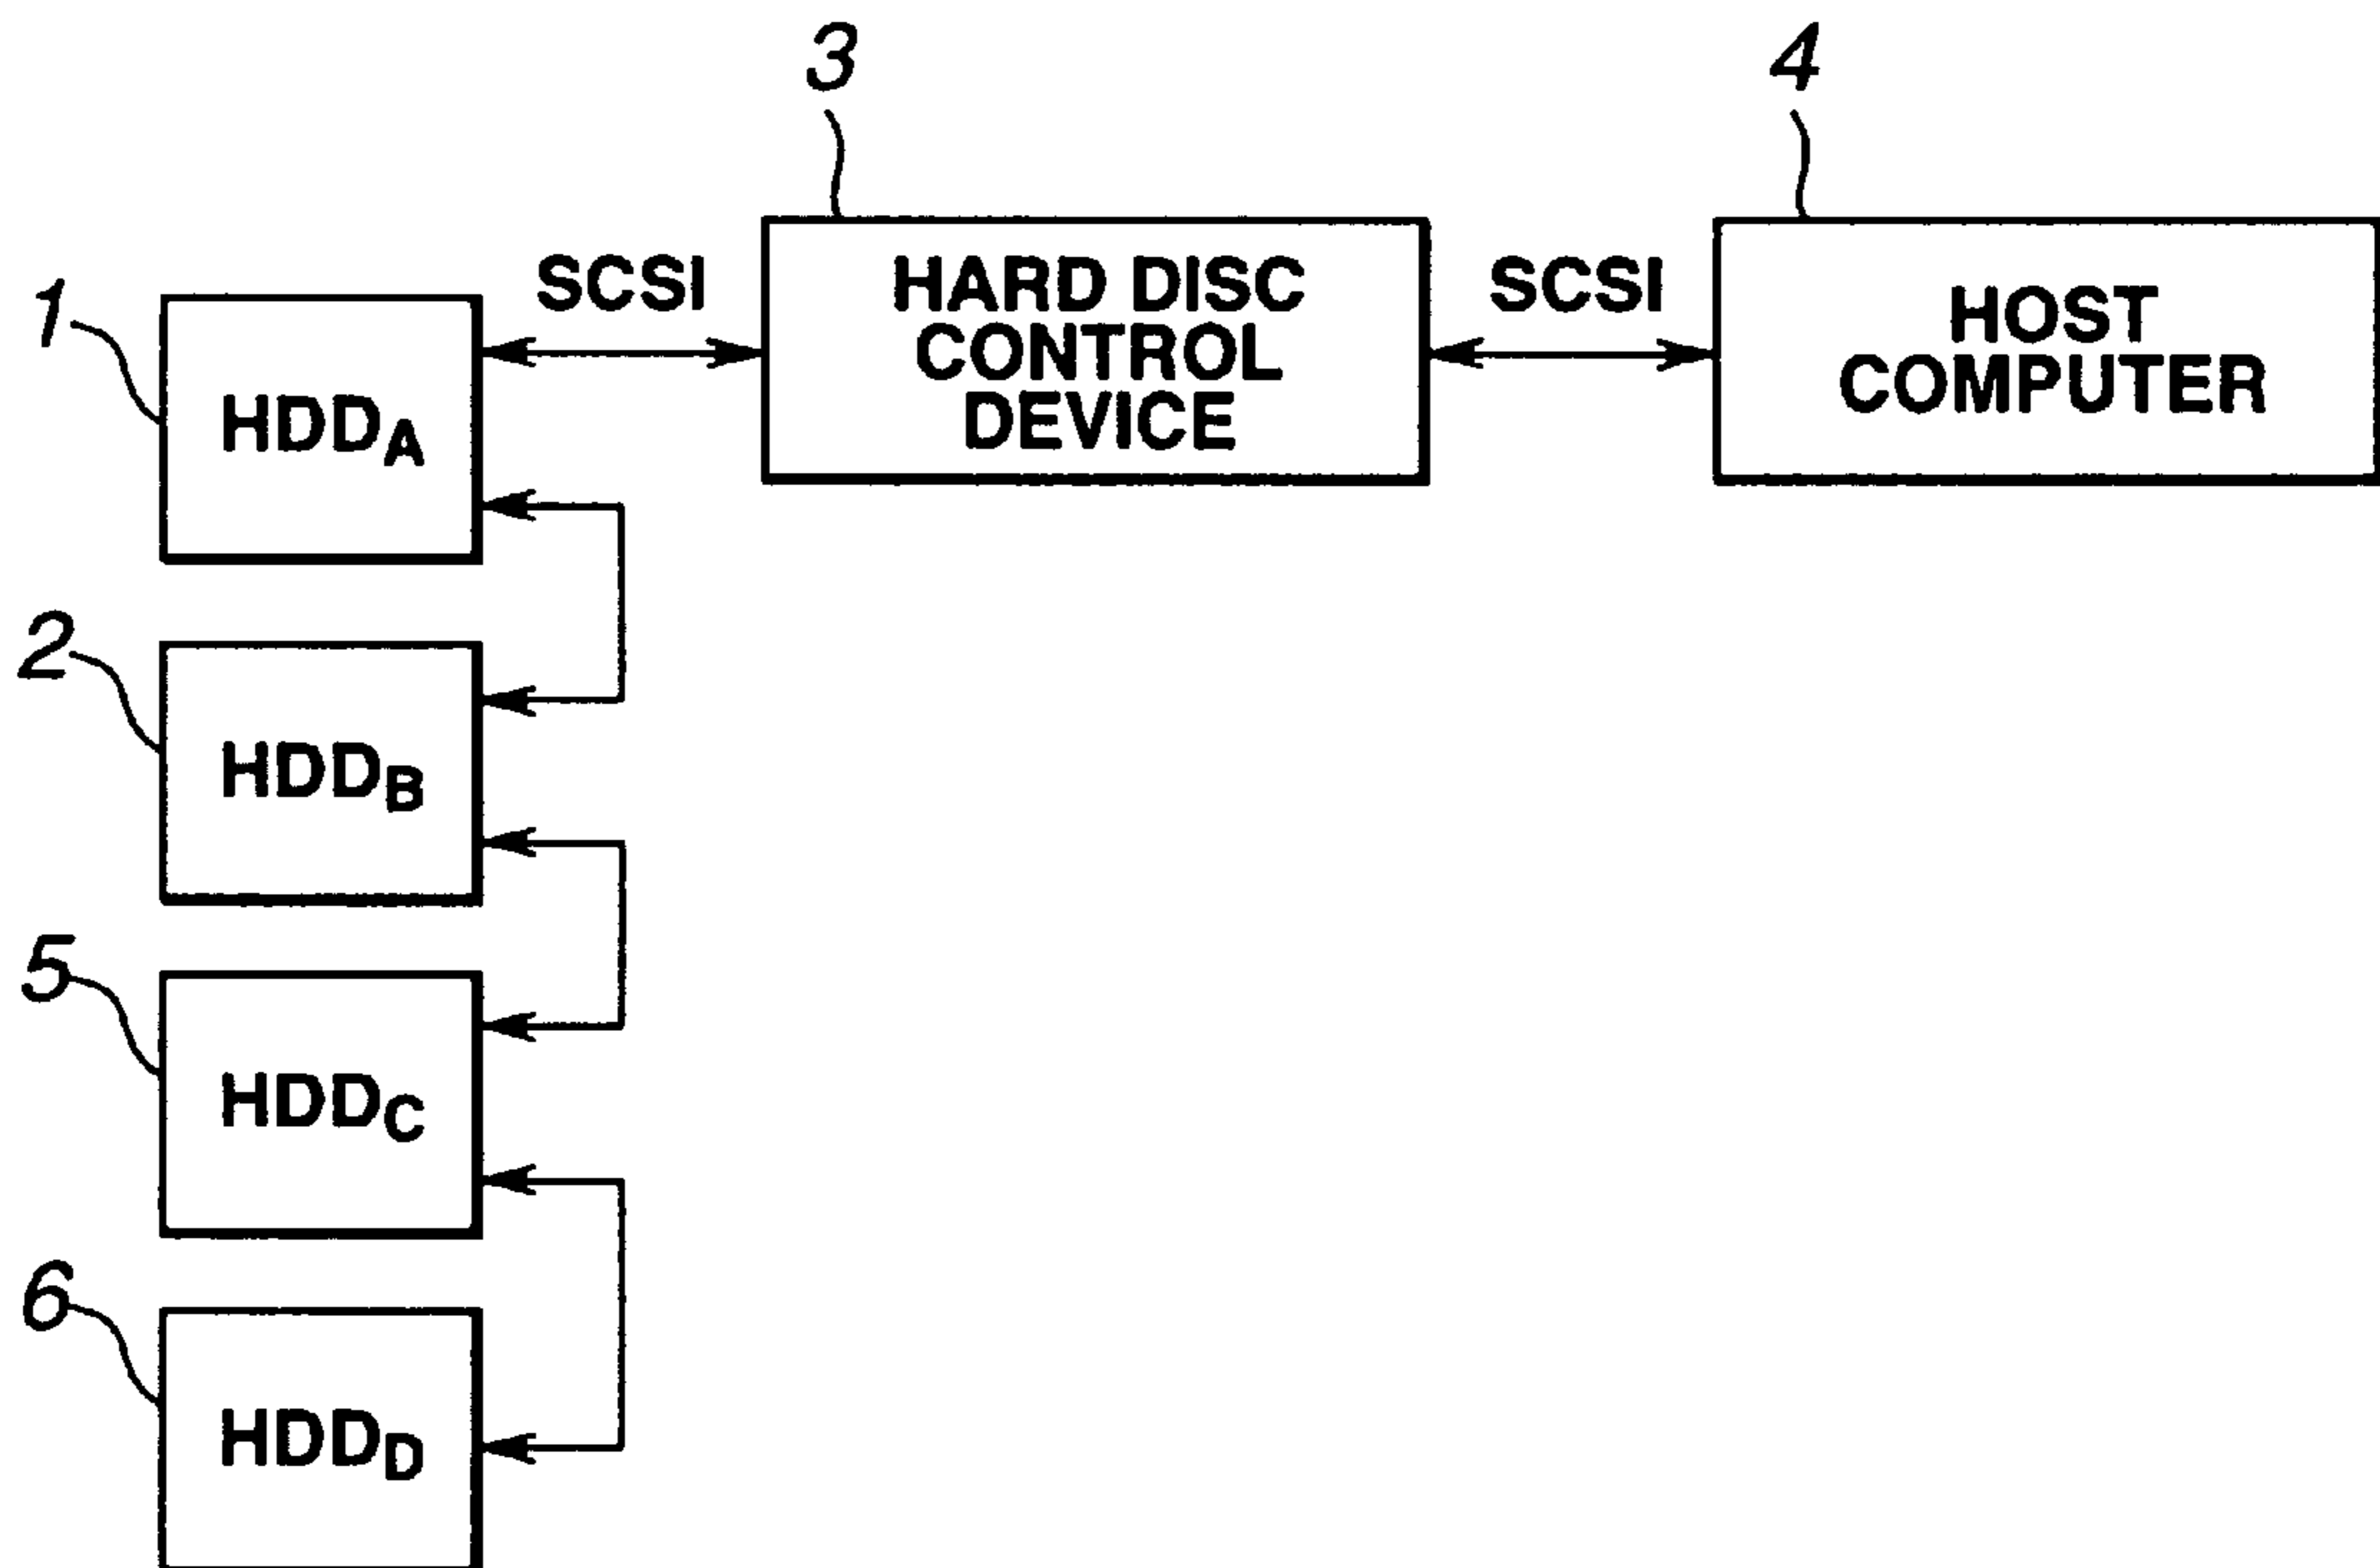 3
4
1
SCSI
HARD DISC
CONTROL
DEVICE
SCSI
HOST
COMPUTER
HDDA
2
HDDB
5
HDDC
6
HDDD